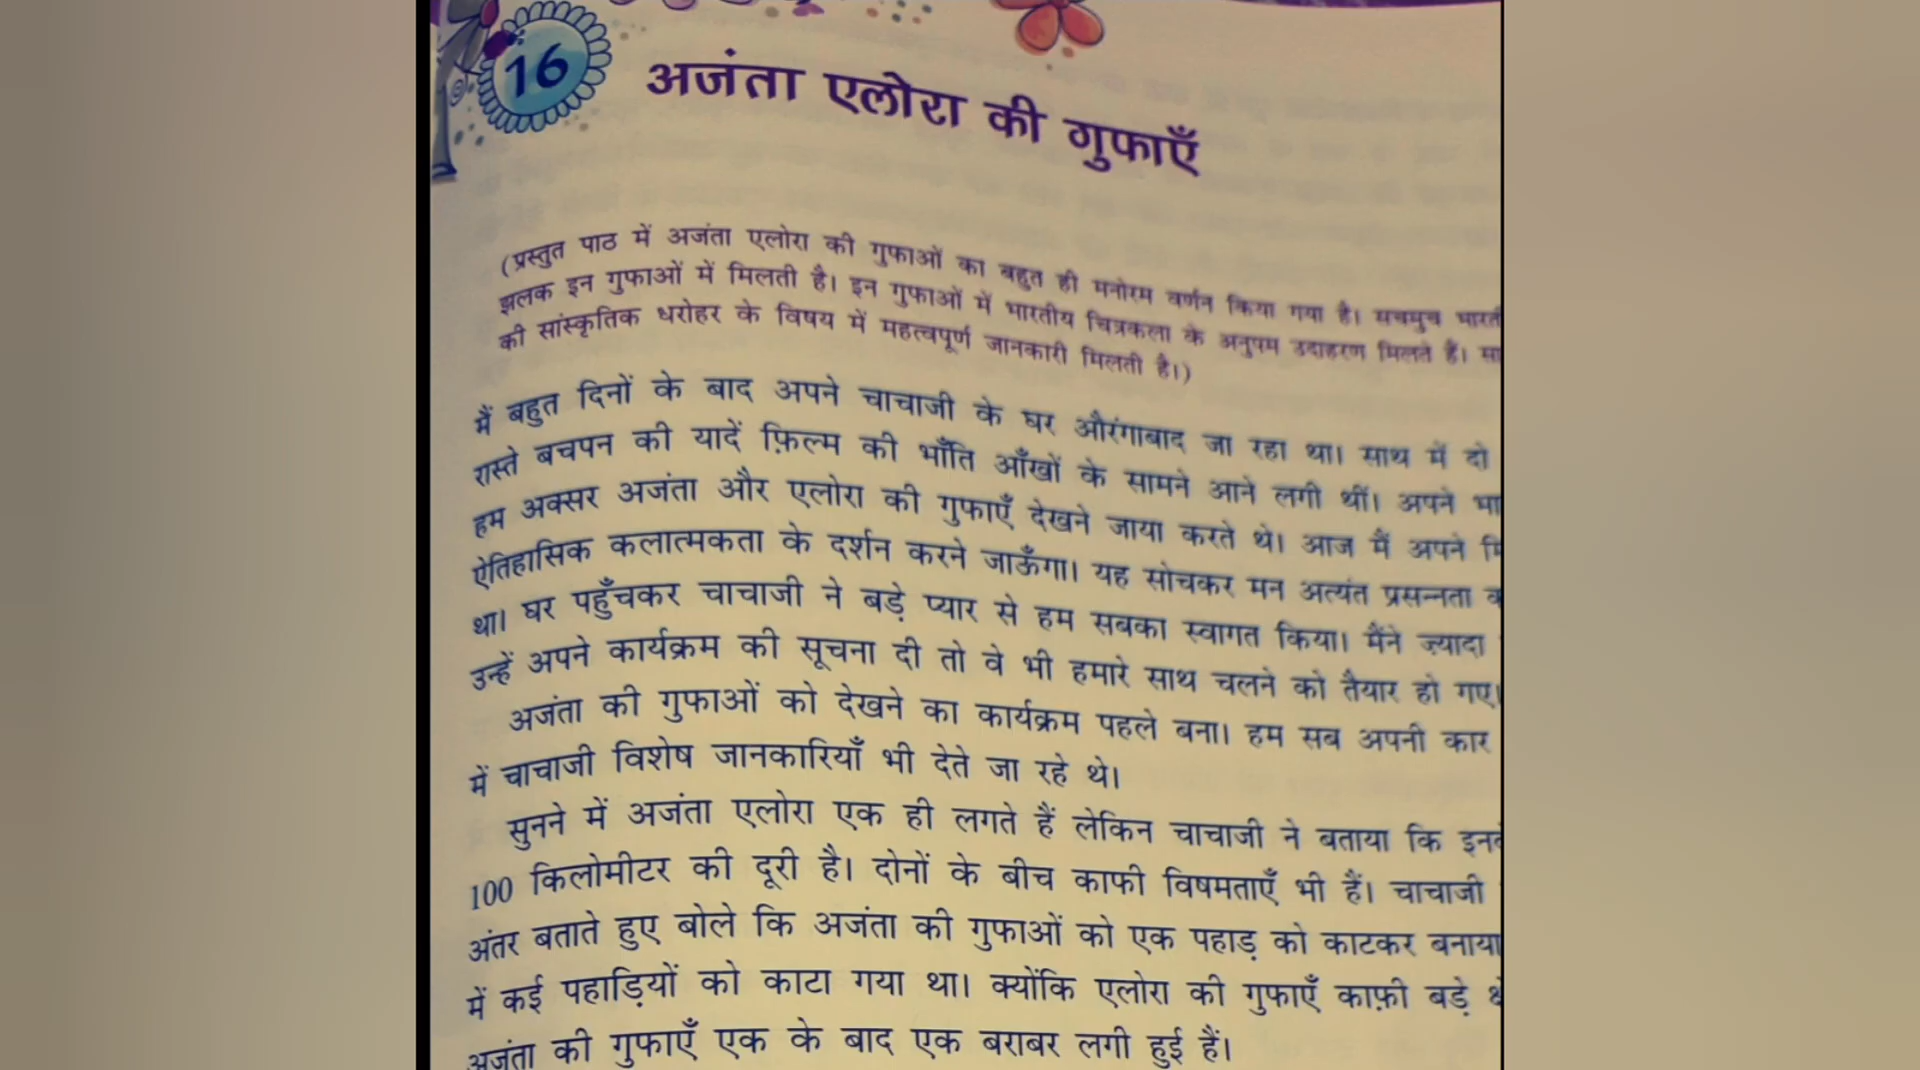 16
अजंता एलोरा की गुफाएँ
(प्रस्तुत पाठ में अजंता एलोरा की गुफाओं का बहुत ही मनोरम वर्णन किया गया है। सचमुच
झलक इन गुफाओं में मिलती है। इन गुफाओं में भारतीय चित्रकला के अनुपम उदाहरण मिलते हैं।
की सांस्कृतिक धरोहर के विषय में महत्वपूर्ण जानकारी मिलती है।)
मैं बहुत दिनों के बाद अपने चाचाजी के घर औरंगाबाद जा रहा था। साथ में दो
रास्ते बचपन की यादें फ़िल्म की भाँति आँखों के सामने आने लगी थीं। अपने
हम अक्सर अजंता और एलोरा की गुफाएँ देखने जाया करते थे। आज मैं अपने
ऐतिहासिक कलात्मकता के दर्शन करने जाऊँगा। यह सोचकर मन अत्यंत प्रसन्नता
था। घर पहुँचकर चाचाजी ने बड़े प्यार से हम सबका स्वागत किया। मैंने ज़्यादा
उन्हें अपने कार्यक्रम की सूचना दी तो वे भी हमारे साथ चलने को तैयार हो गए।
अजंता की गुफाओं को देखने का कार्यक्रम पहले बना। हम सब अपनी कार
में चाचाजी विशेष जानकारियाँ भी देते जा रहे थे।
सुनने में अजंता एलोरा एक ही लगते हैं लेकिन चाचाजी ने बताया कि
100 किलोमीटर की दूरी है। दोनों के बीच काफी विषमताएँ भी हैं। चाचाजी
अंतर बताते हुए बोले कि अजंता की गुफाओं को एक पहाड़ को काटकर बनाया
में कई पहाड़ियों को काटा गया था। क्योंकि एलोरा की गुफाएँ काफ़ी बड़े
अजंता की गुफाएँ एक के बाद एक बराबर लगी हुई हैं।